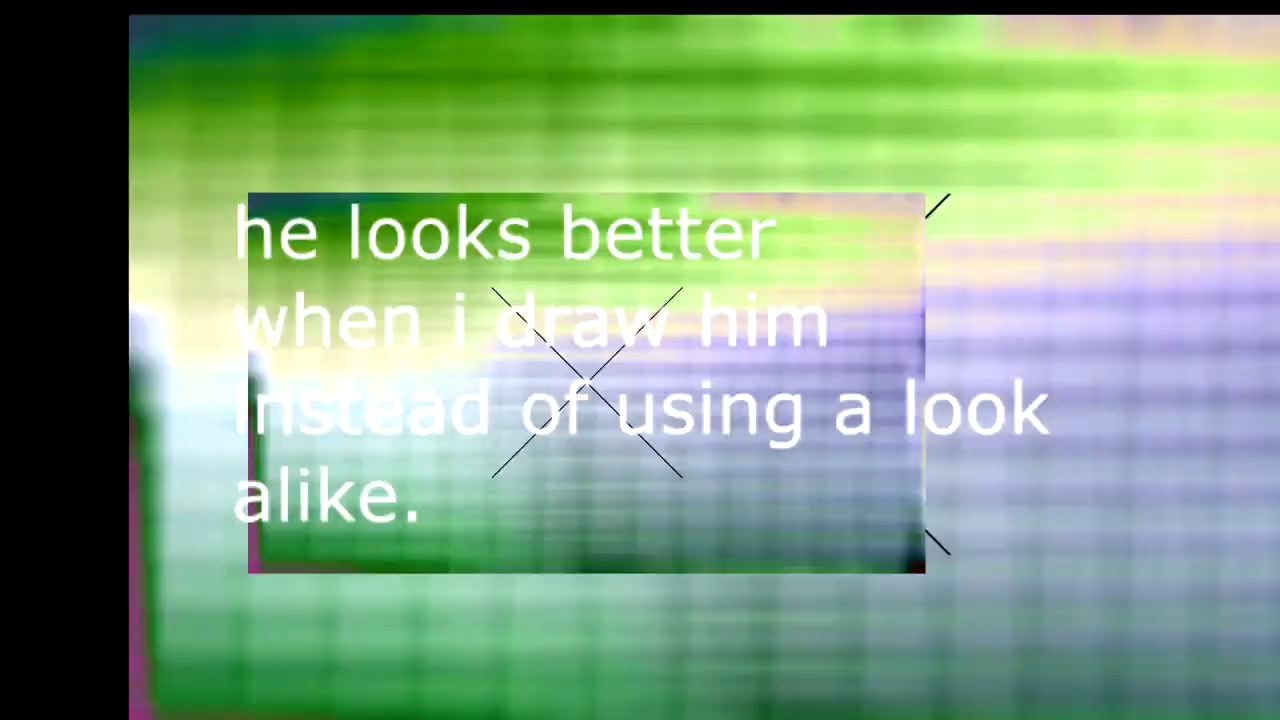 he looks better
when i draw him
instead of using a look
alike.